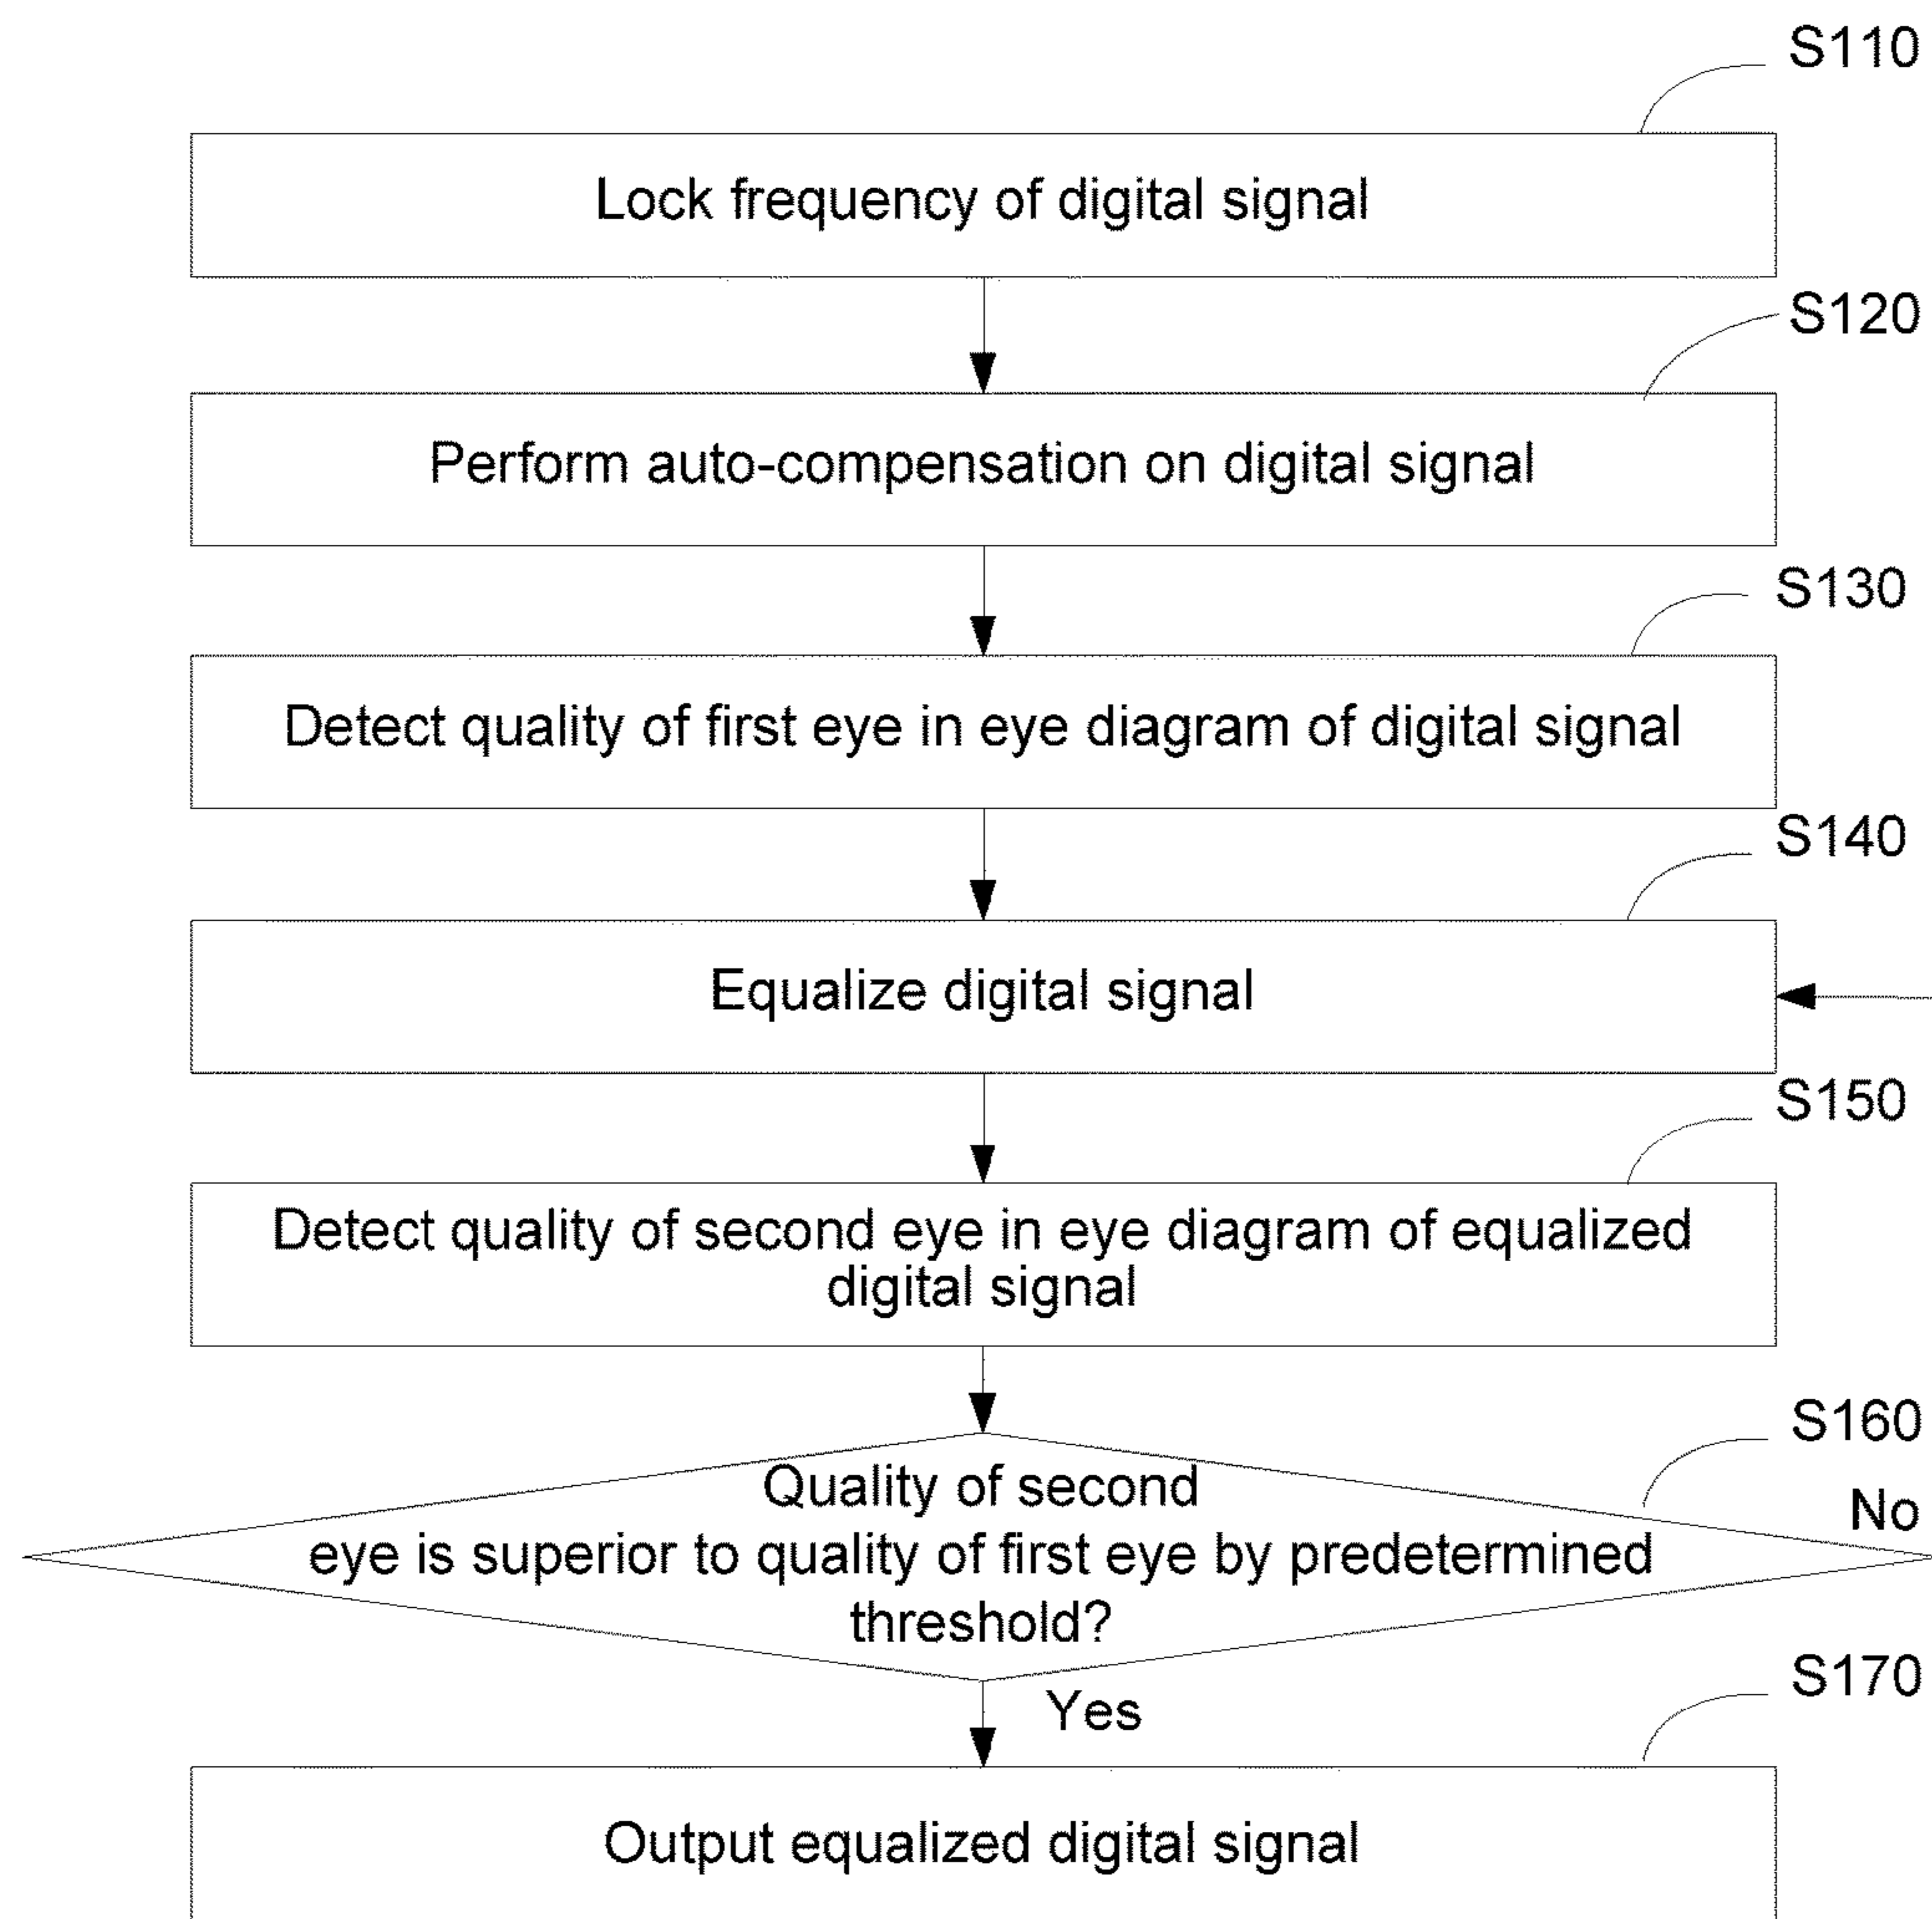 S110
Lock frequency of digital signal
S120
Perform auto-compensation on digital signal
S130
Detect quality of first eye in eye diagram of digital signal
S140
Equalize digital signal
S150
Detect quality of second eye in eye diagram of equalized
digital signal
S160
Quality of second
eye is superior to quality of first eye by predetermined
threshold?
No
Yes
S170
Output equalized digital signal